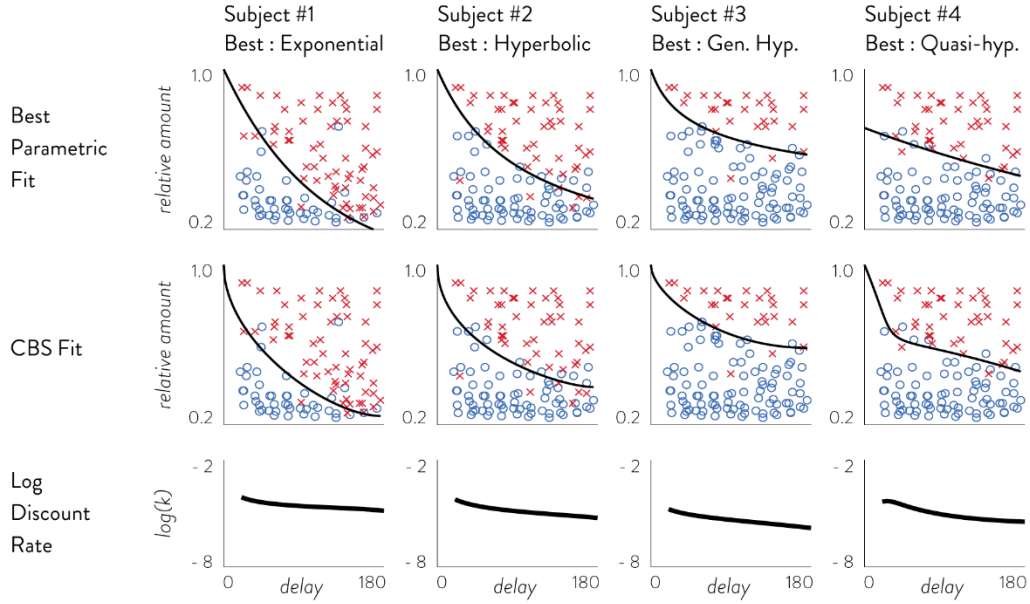 Subject #1
Best : Exponential
Subject #2
Best : Hyperbolic
Subject #3
Best : Gen. Hyp.
Subject #4
Best : Quasi-hyp.
Best
Parametric
Fit
relative amount
1.0
0.2
1.0
0.2
1.0
0.2
1.0
0.2
CBS Fit
relative amount
1.0
0.2
1.0
0.2
1.0
0.2
1.0
0.2
Log
Discount
Rate
log(k)
- 2
- 8
- 2
- 8
- 2
- 8
- 2
- 8
0 delay 180
0 delay 180
0 delay 180
0 delay 180